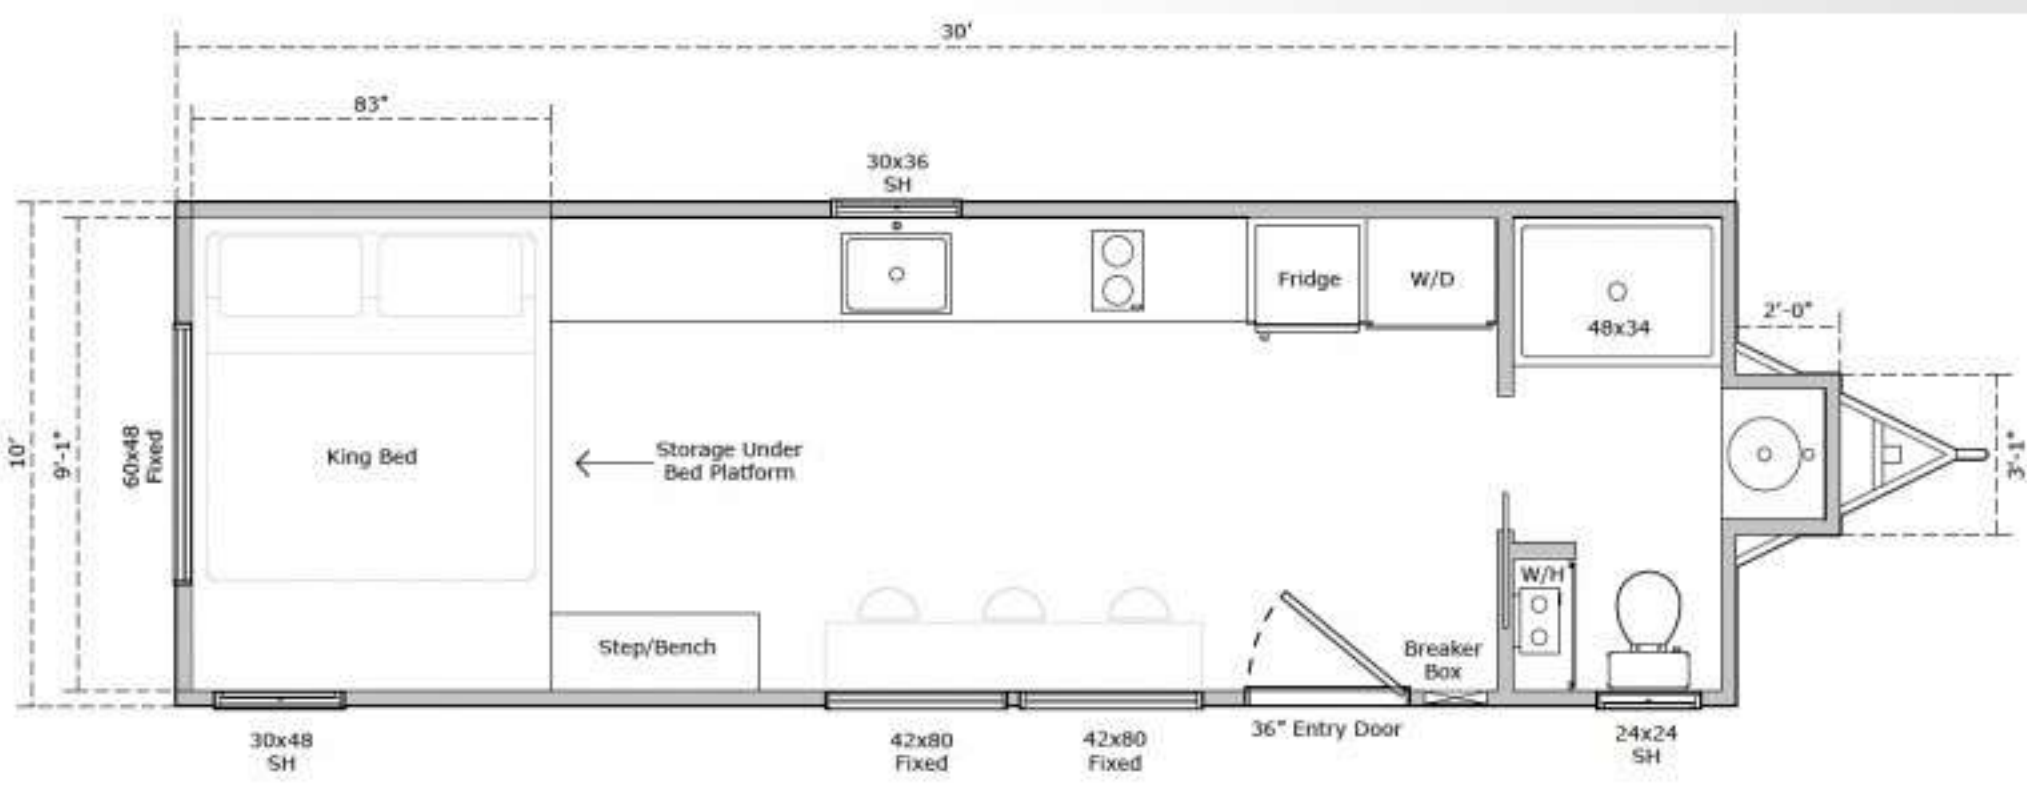 30'
83"
30x36
SH
Fridge
W/D
48x34
2'-0"
10'
9'-1"
60x48
Fixed
King Bed
Storage Under
Bed Platform
3'-1"
W/H
Step/Bench
Breaker
Box
30x48
SH
42x80
Fixed
42x80
Fixed
36" Entry Door
24x24
SH